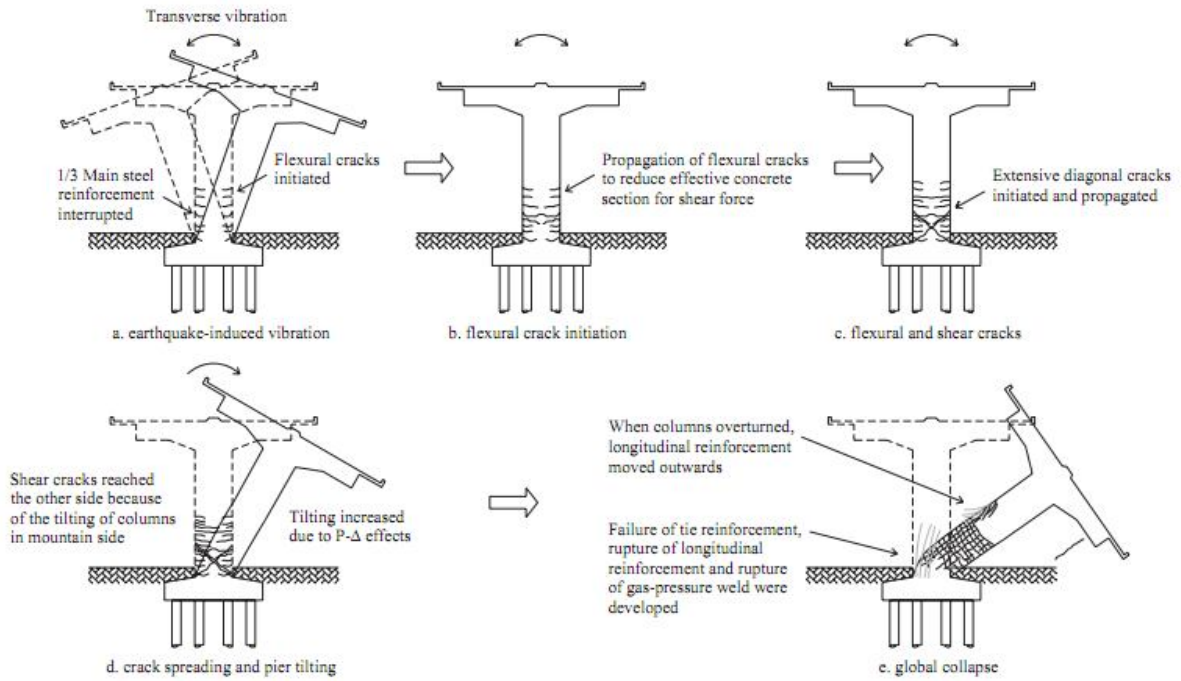 Transverse vibration
1/3 Main steel
reinforcement
interrupted
Flexural cracks
initiated
a. earthquake-induced vibration
Propagation of flexural cracks
to reduce effective concrete
section for shear force
b. flexural crack initiation
Extensive diagonal cracks
initiated and propagated
c. flexural and shear cracks
Shear cracks reached
the other side because
of the tilting of columns
in mountain side
Tilting increased
due to P-Δ effects
d. crack spreading and pier tilting
When columns overturned,
longitudinal reinforcement
moved outwards
Failure of tie reinforcement,
rupture of longitudinal
reinforcement and rupture
of gas-pressure weld were
developed
e. global collapse